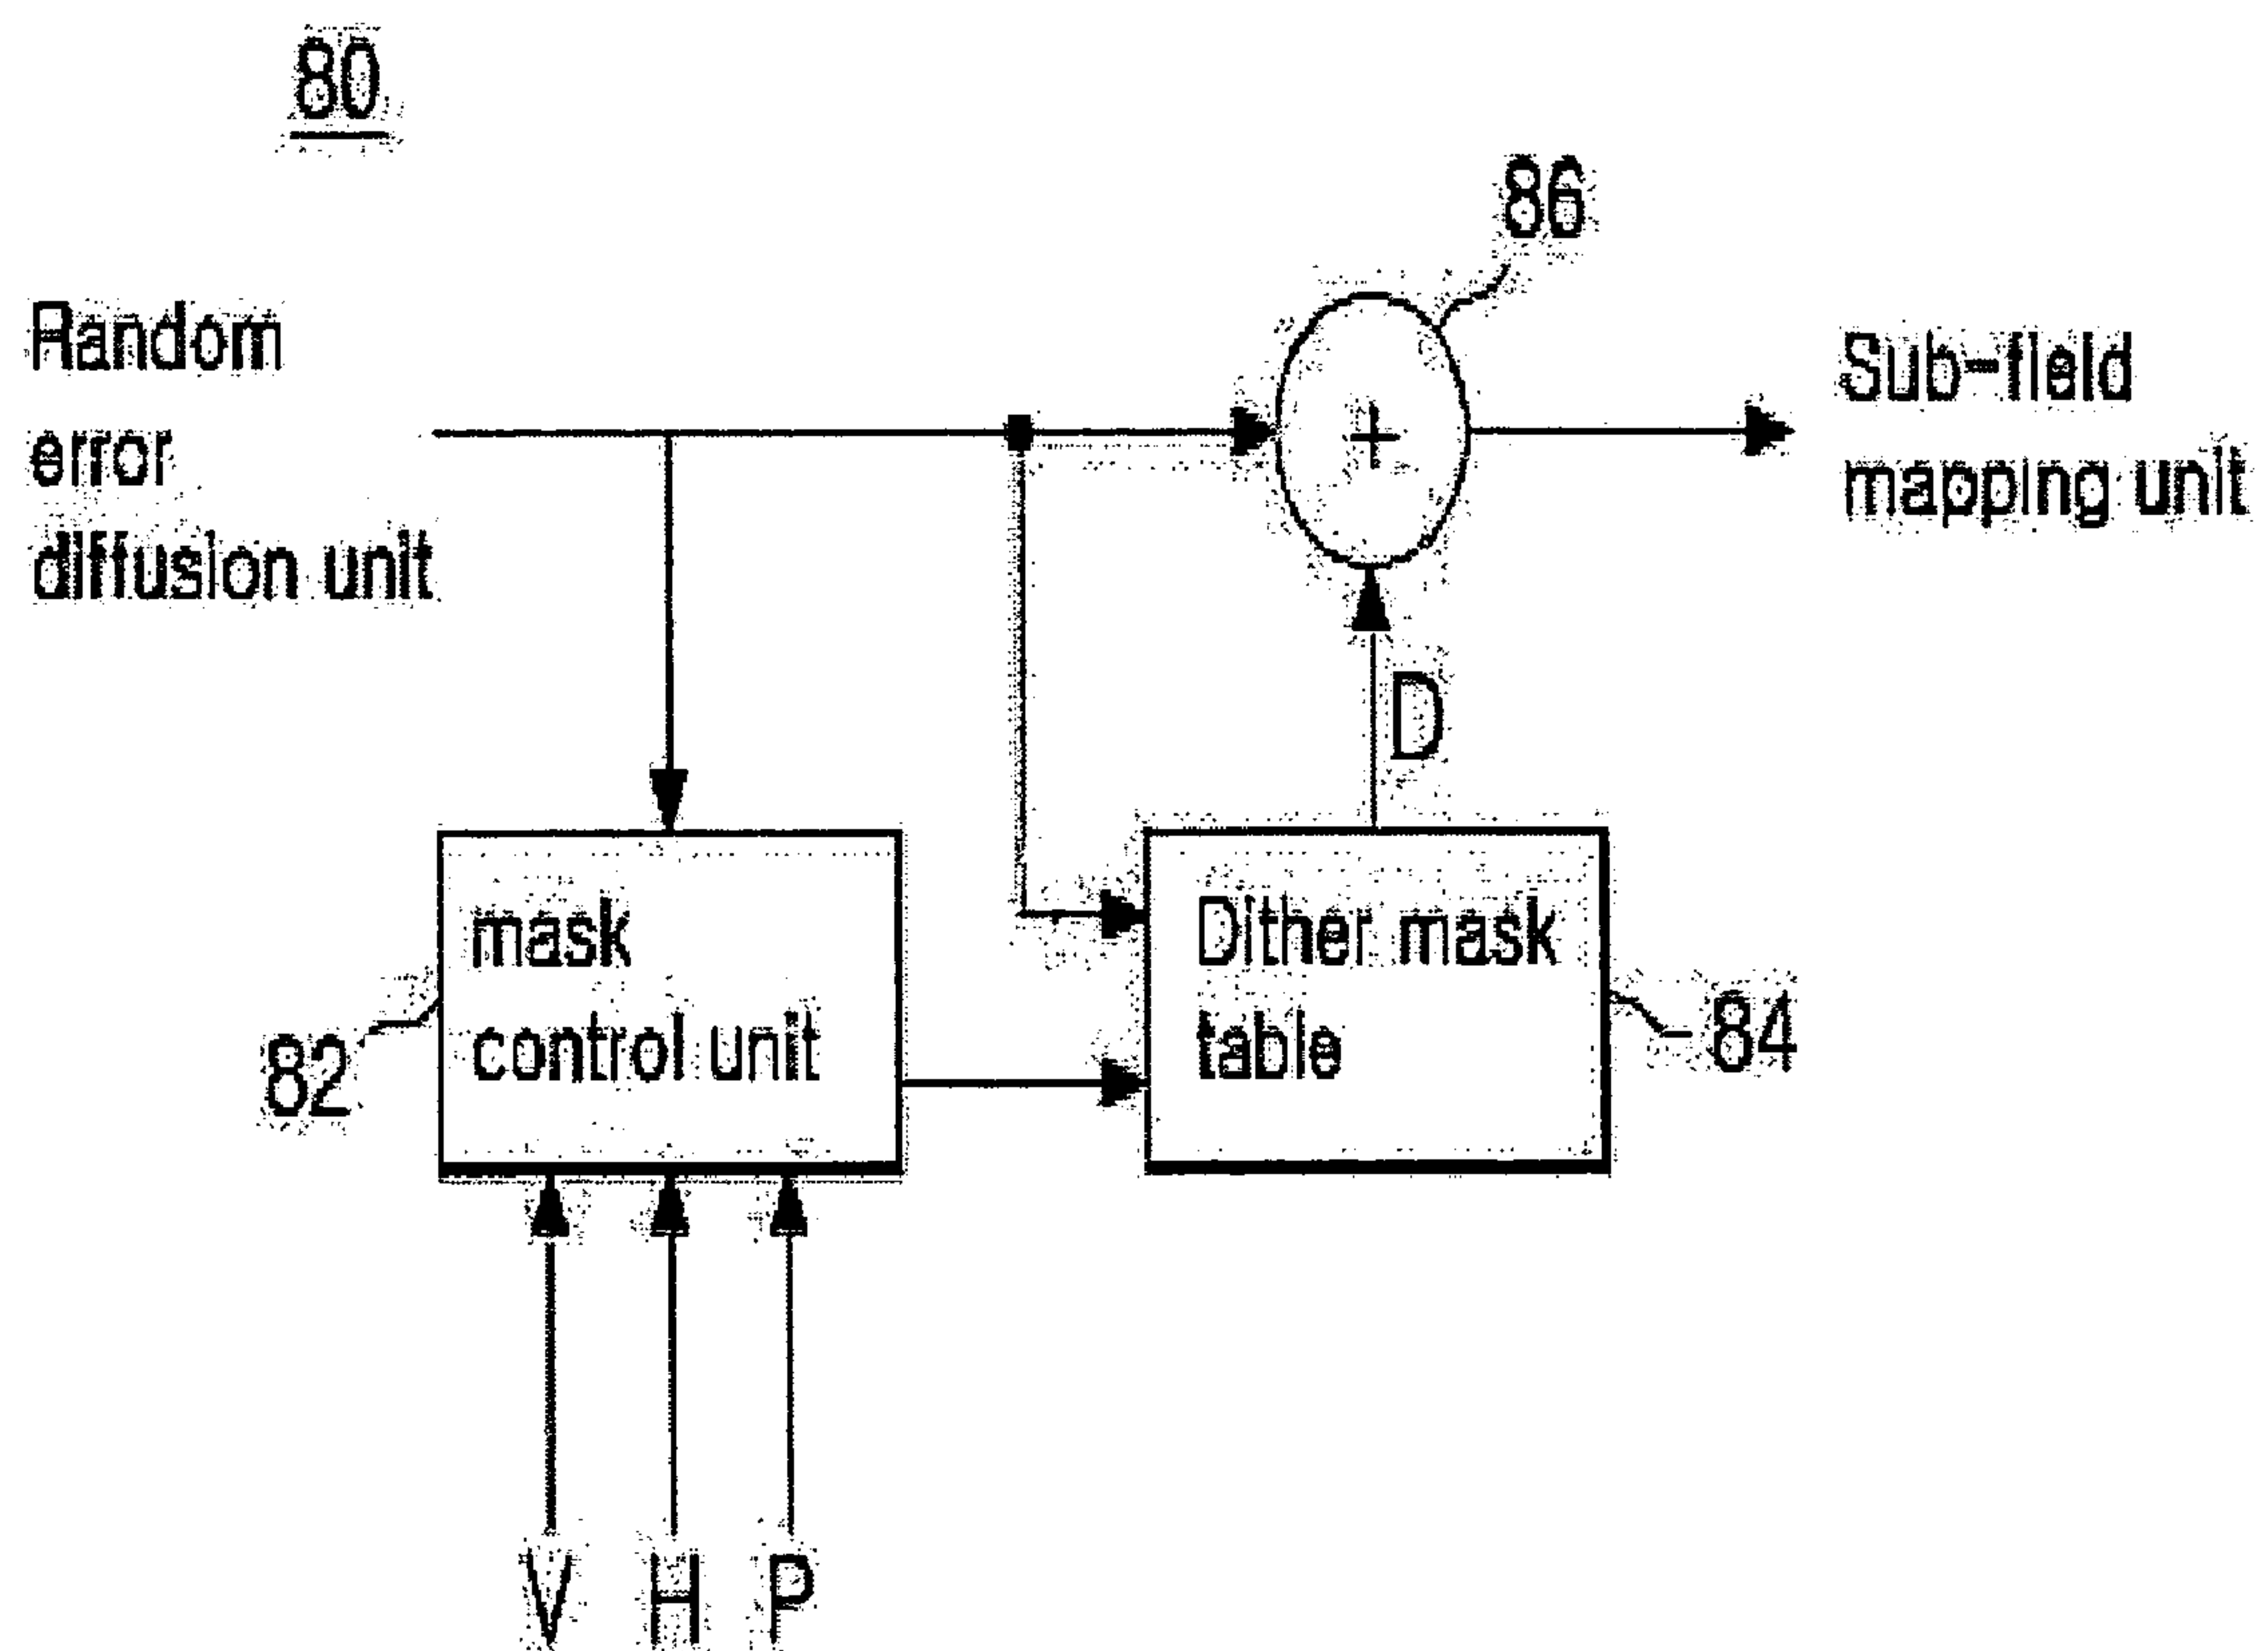 80
86
Random
error
diffusion unit
Sub-field
mapping unit
D
mask
control unit
82
Dither mask
table
84
V H P